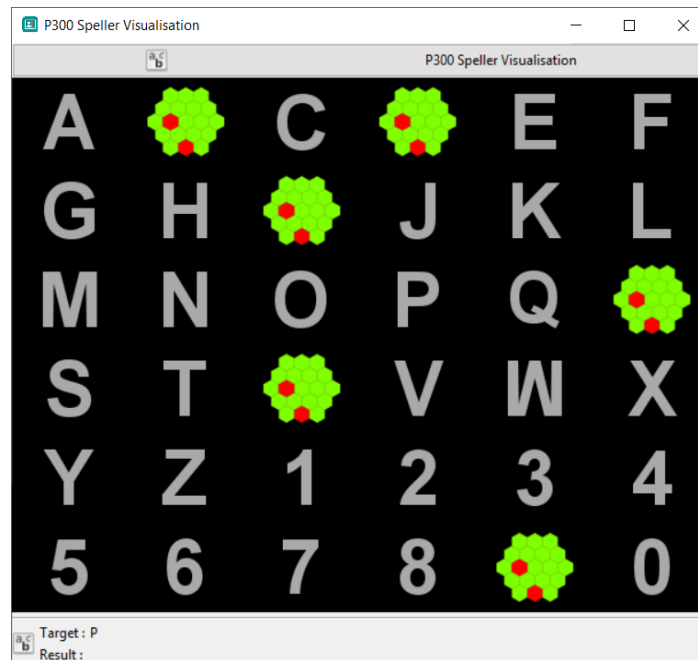 P300 Speller Visualisation
a,c b P300 Speller Visualisation
A C E F
G H J K L
M N O P Q
S T V W X
Y Z 1 2 3 4
5 6 7 8 0
a,c b Target : P
Result :